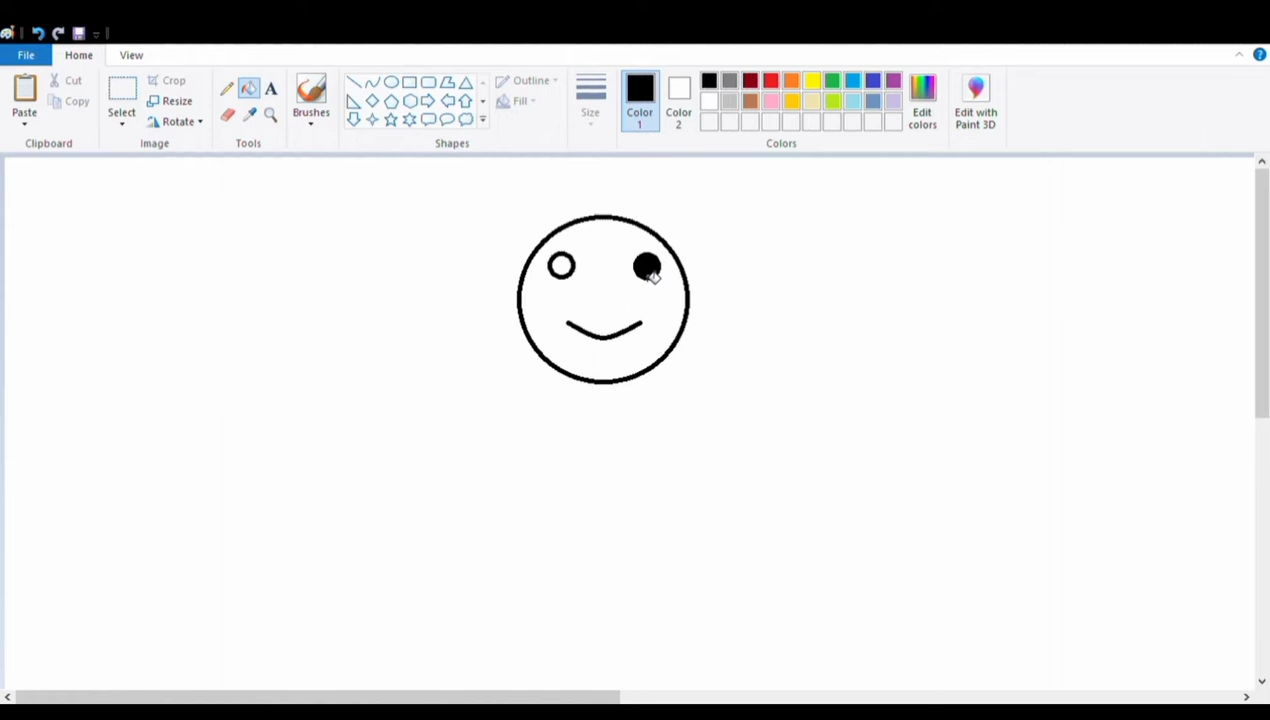 File Home View
Paste Cut Copy
Clipboard
Select Crop Resize Rotate
Image
A
Tools
Brushes
Outline Fill
Shapes
Size
Color 1
Color 2
Edit colors
Colors
Edit with Paint 3D
?